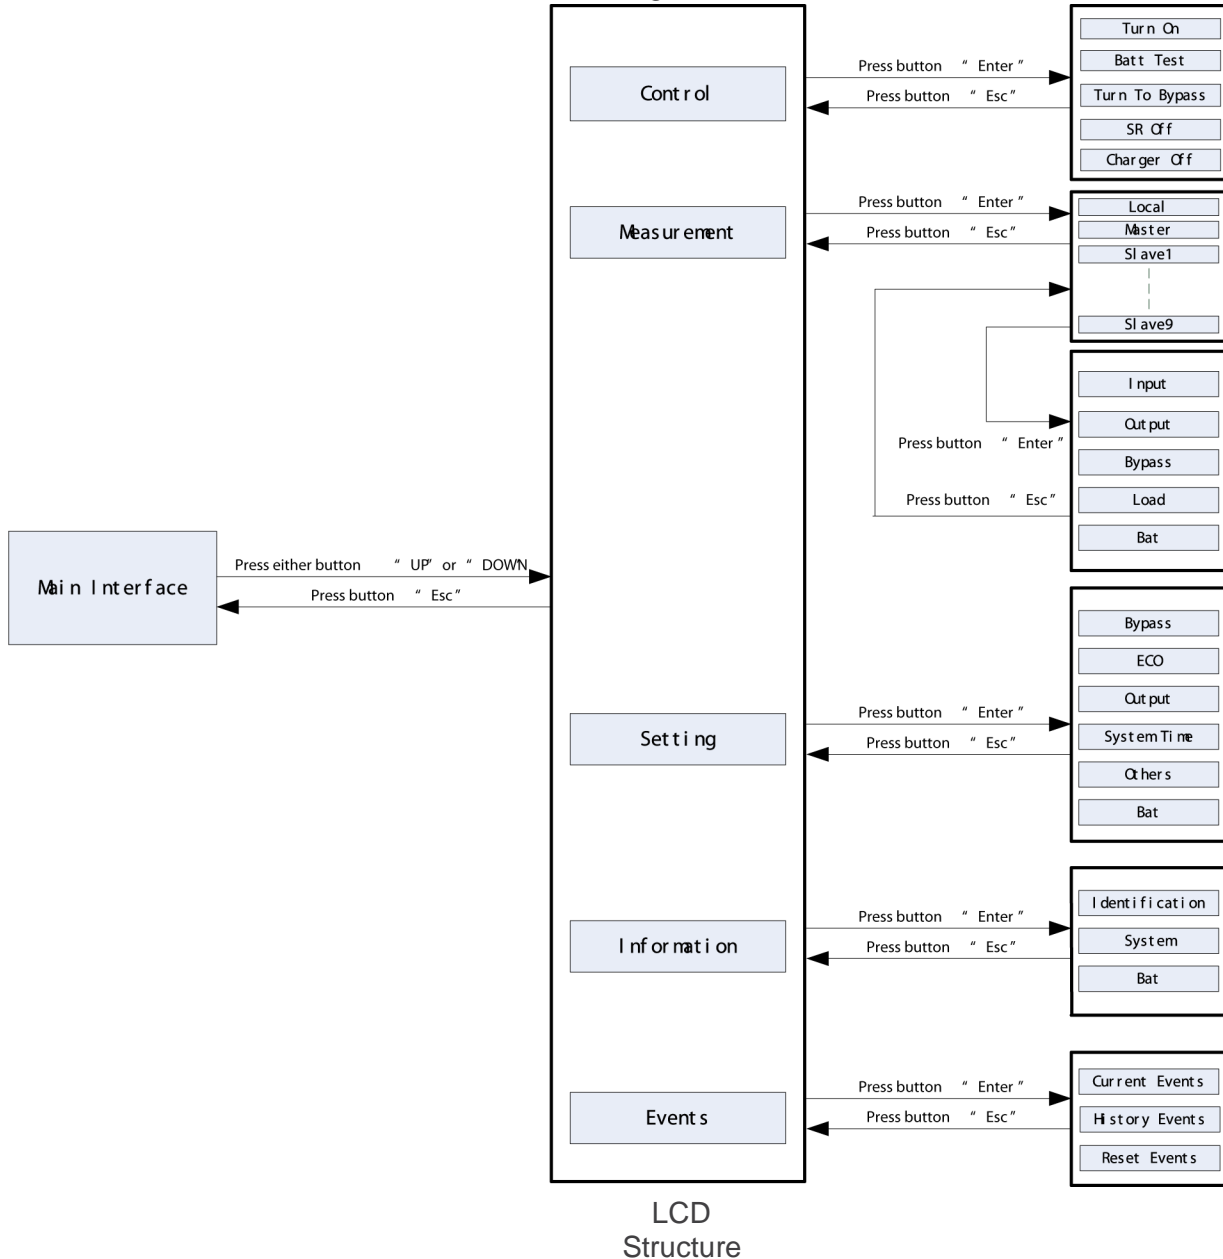 Turn On
Control
Press button “ Enter ”
Batt Test
Press button “ Esc”
Turn To Bypass
SR Off
Charger Off
Measurement
Press button “ Enter ”
Local
Press button “ Esc”
Master
Slave1
Slave9
Input
Output
Press button “ Enter ”
Bypass
Press button “ Esc”
Load
Bat
Main Interface
Press either button “ UP” or “ DOWN
Press button “ Esc”
Bypass
ECO
Output
Setting
Press button “ Enter ”
System Time
Press button “ Esc”
Others
Bat
Identification
Information
Press button “ Enter ”
System
Press button “ Esc”
Bat
Current Events
Events
Press button “ Enter ”
History Events
Press button “ Esc”
Reset Events
LCD
Structure